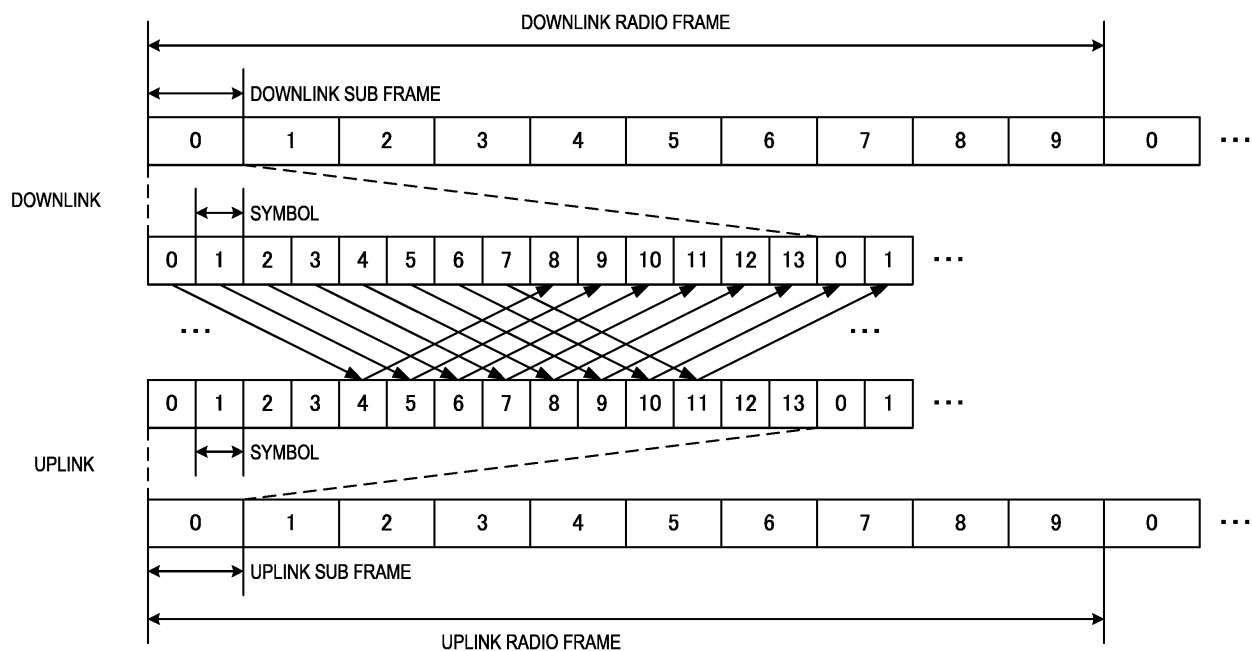 DOWNLINK RADIO FRAME
DOWNLINK SUB FRAME
0 1 2 3 4 5 6 7 8 9 0 ...
DOWNLINK
SYMBOL
0 1 2 3 4 5 6 7 8 9 10 11 12 13 0 1 ...
... ...
0 1 2 3 4 5 6 7 8 9 10 11 12 13 0 1 ...
SYMBOL
UPLINK
0 1 2 3 4 5 6 7 8 9 0 ...
UPLINK SUB FRAME
UPLINK RADIO FRAME